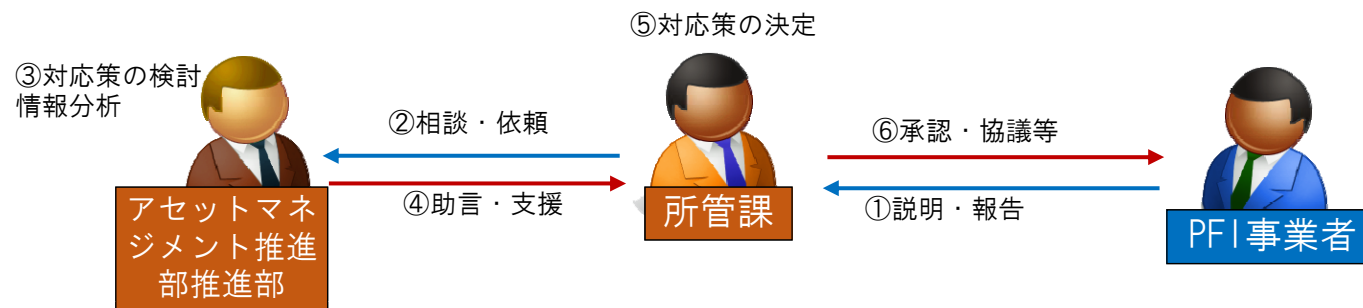 ⑤対応策の決定
③対応策の検討
情報分析
②相談・依頼
⑥承認・協議等
④助言・支援
①説明・報告
アセットマネ
ジメント推進
部推進部
所管課
PFI事業者